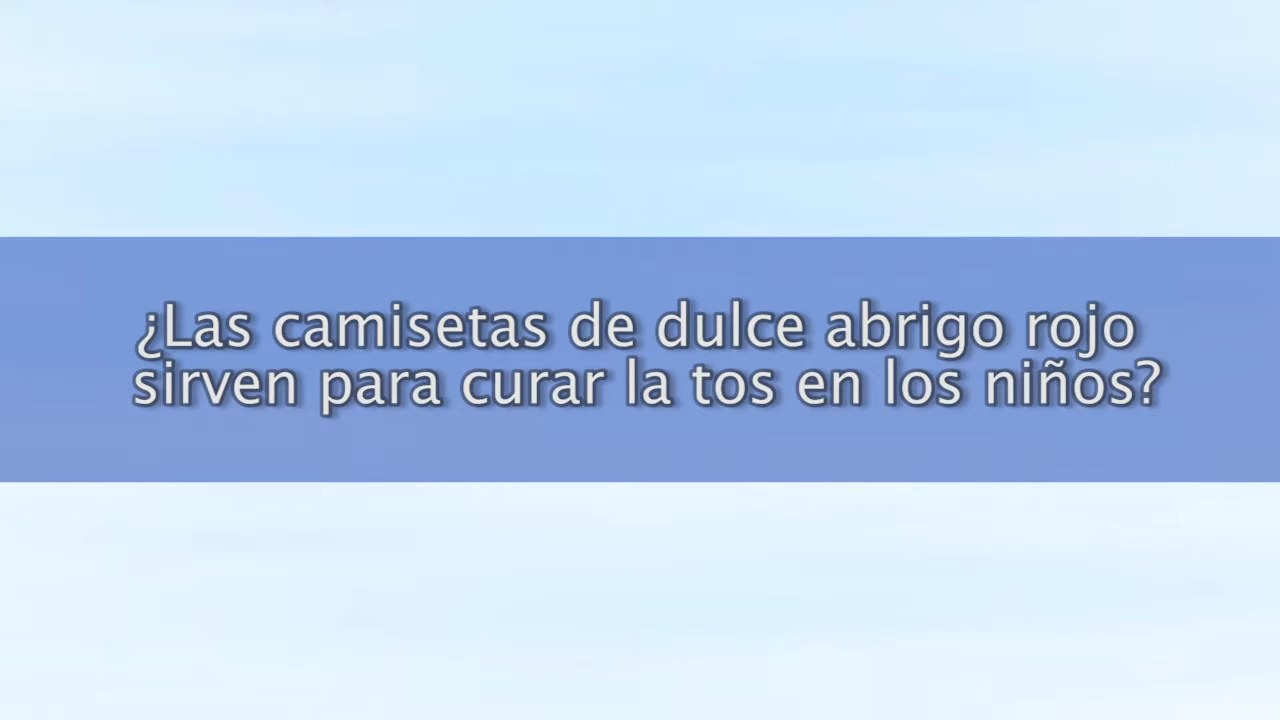 ¿Las camisetas de dulce abrigo rojo
sirven para curar la tos en los niños?